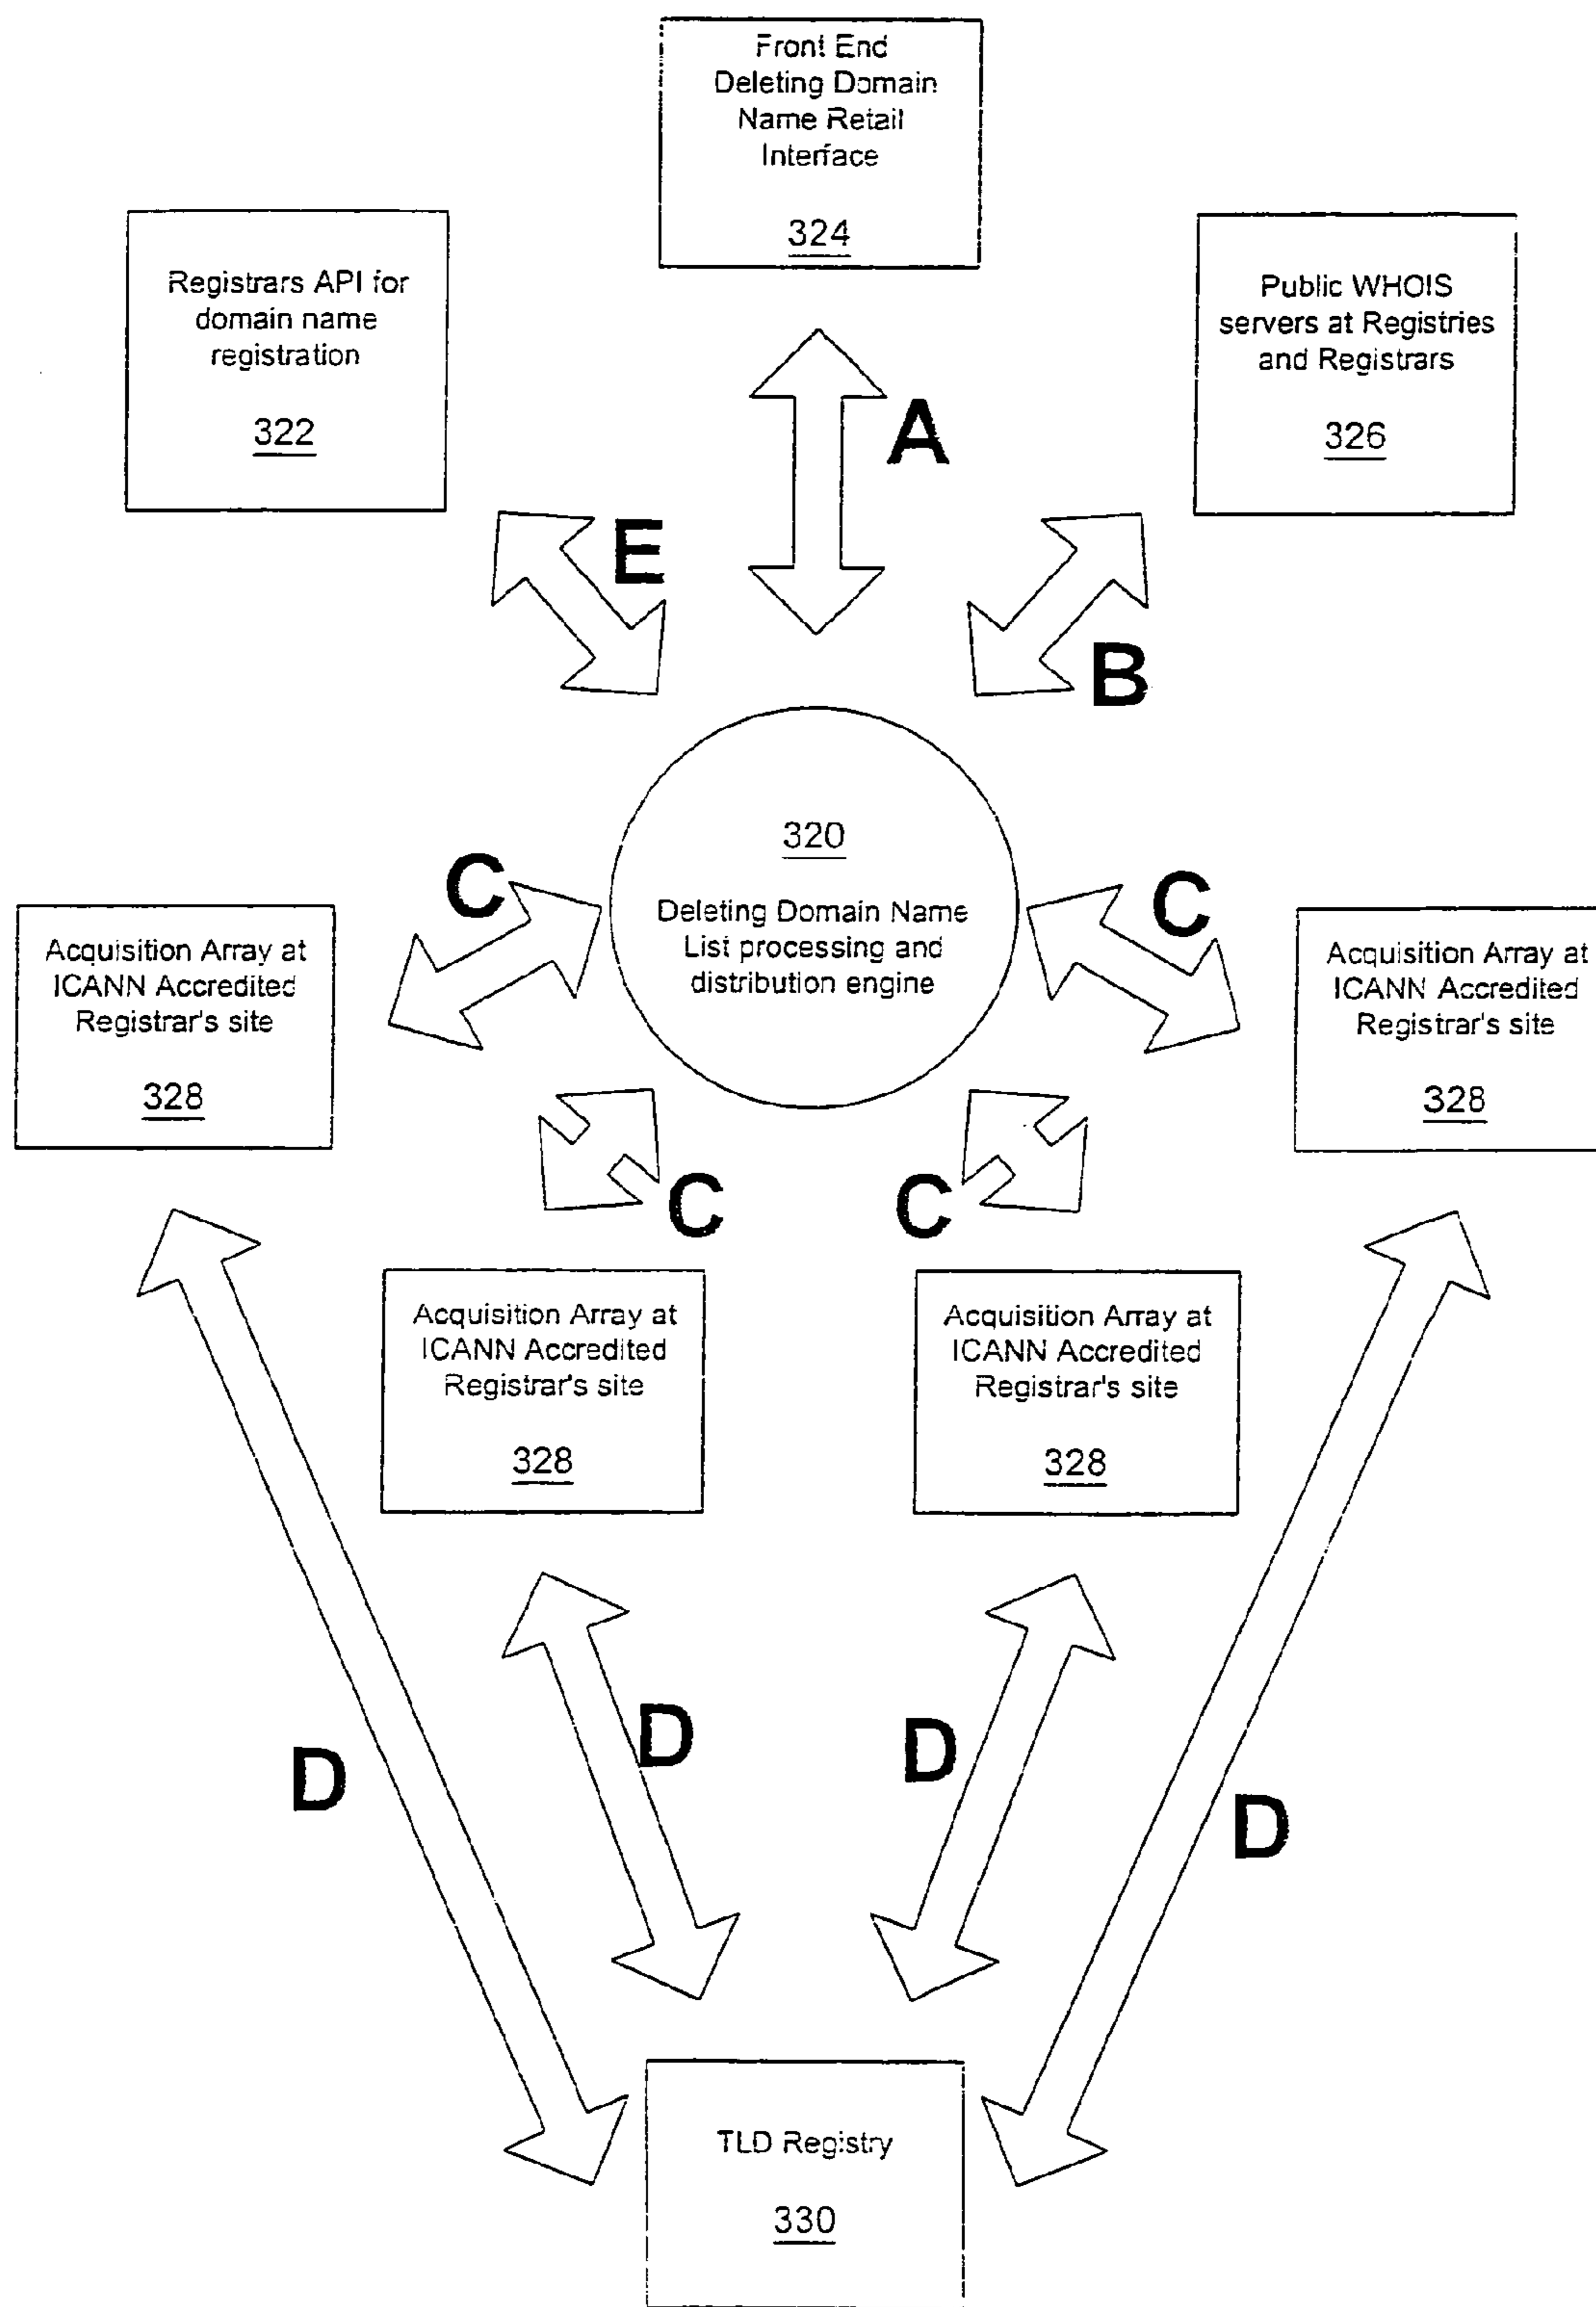 Front End
Deleting Domain
Name Retail
Interface
324
Registrars API for
domain name
registration
322
Public WHOIS
servers at Registries
and Registrars
326
A
E
B
320
Deleting Domain Name
List processing and
distribution engine
C
C
Acquisition Array at
ICANN Accredited
Registrar's site
328
Acquisition Array at
ICANN Accredited
Registrar's site
328
C
C
Acquisition Array at
ICANN Accredited
Registrar's site
328
Acquisition Array at
ICANN Accredited
Registrar's site
328
D
D
D
D
TLD Registry
330